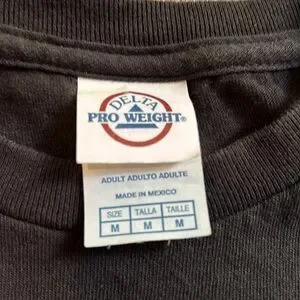 DELTA
PRO WEIGHT®
ADULT ADULTO ADULTE
MADE IN MEXICO
SIZE TALLA TAILLE
M M M